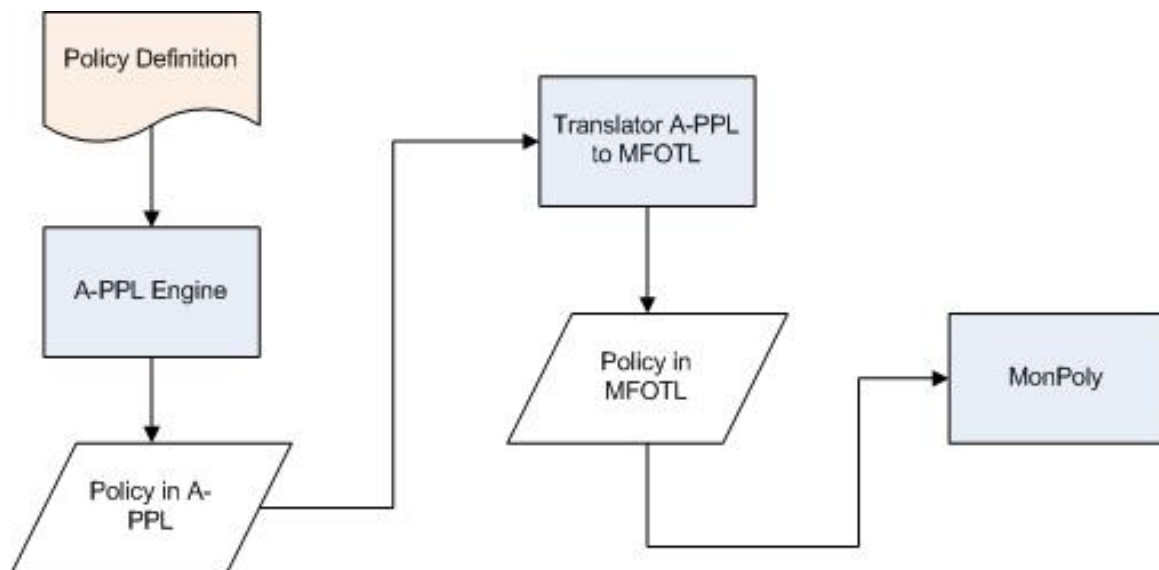 Policy Definition
A-PPL Engine
Policy in A-
PPL
Translator A-PPL
to MFOTL
Policy in
MFOTL
MonPoly